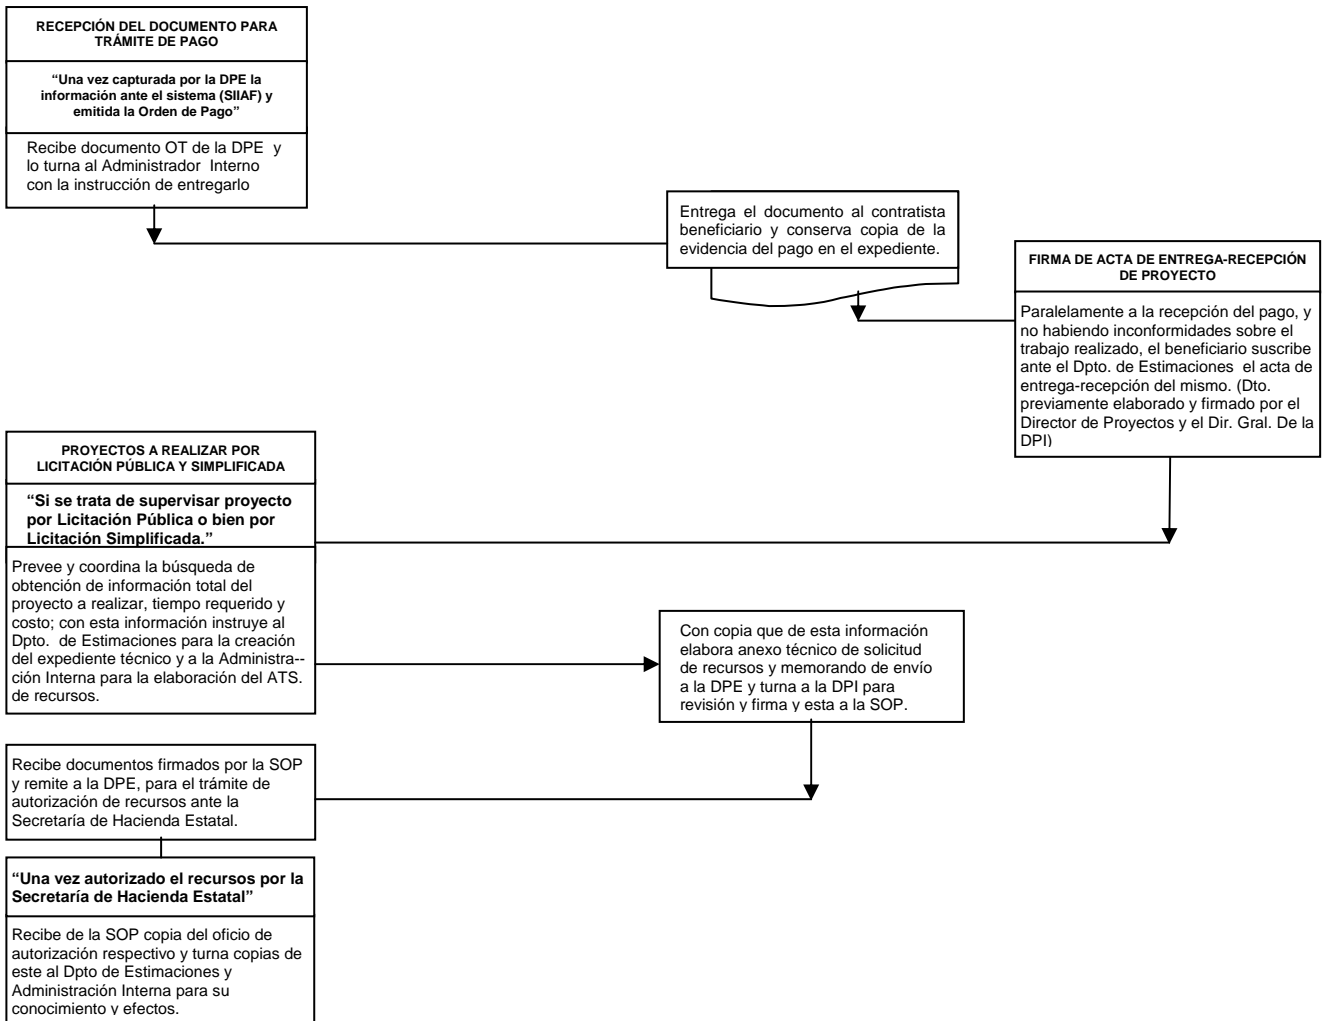 RECEPCIÓN DEL DOCUMENTO PARA
TRÁMITE DE PAGO
“Una vez capturada por la DPE la
información ante el sistema (SIIAF) y
emitida la Orden de Pago”
Recibe documento OT de la DPE y
lo turna al Administrador Interno
con la instrucción de entregarlo
Entrega el documento al contratista
beneficiario y conserva copia de la
evidencia del pago en el expediente.
FIRMA DE ACTA DE ENTREGA-RECEPCIÓN
DE PROYECTO
Paralelamente a la recepción del pago, y
no habiendo inconformidades sobre el
trabajo realizado, el beneficiario suscribe
ante el Dpto. de Estimaciones el acta de
entrega-recepción del mismo. (Dto.
previamente elaborado y firmado por el
Director de Proyectos y el Dir. Gral. De la
DPI)
PROYECTOS A REALIZAR POR
LICITACIÓN PÚBLICA Y SIMPLIFICADA
“Si se trata de supervisar proyecto
por Licitación Pública o bien por
Licitación Simplificada.”
Prevee y coordina la búsqueda de
obtención de información total del
proyecto a realizar, tiempo requerido y
costo; con esta información instruye al
Dpto. de Estimaciones para la creación
del expediente técnico y a la Administra--
ción Interna para la elaboración del ATS.
de recursos.
Con copia que de esta información
elabora anexo técnico de solicitud
de recursos y memorando de envío
a la DPE y turna a la DPI para
revisión y firma y esta a la SOP.
Recibe documentos firmados por la SOP
y remite a la DPE, para el trámite de
autorización de recursos ante la
Secretaría de Hacienda Estatal.
“Una vez autorizado el recursos por la
Secretaría de Hacienda Estatal”
Recibe de la SOP copia del oficio de
autorización respectivo y turna copias de
este al Dpto de Estimaciones y
Administración Interna para su
conocimiento y efectos.